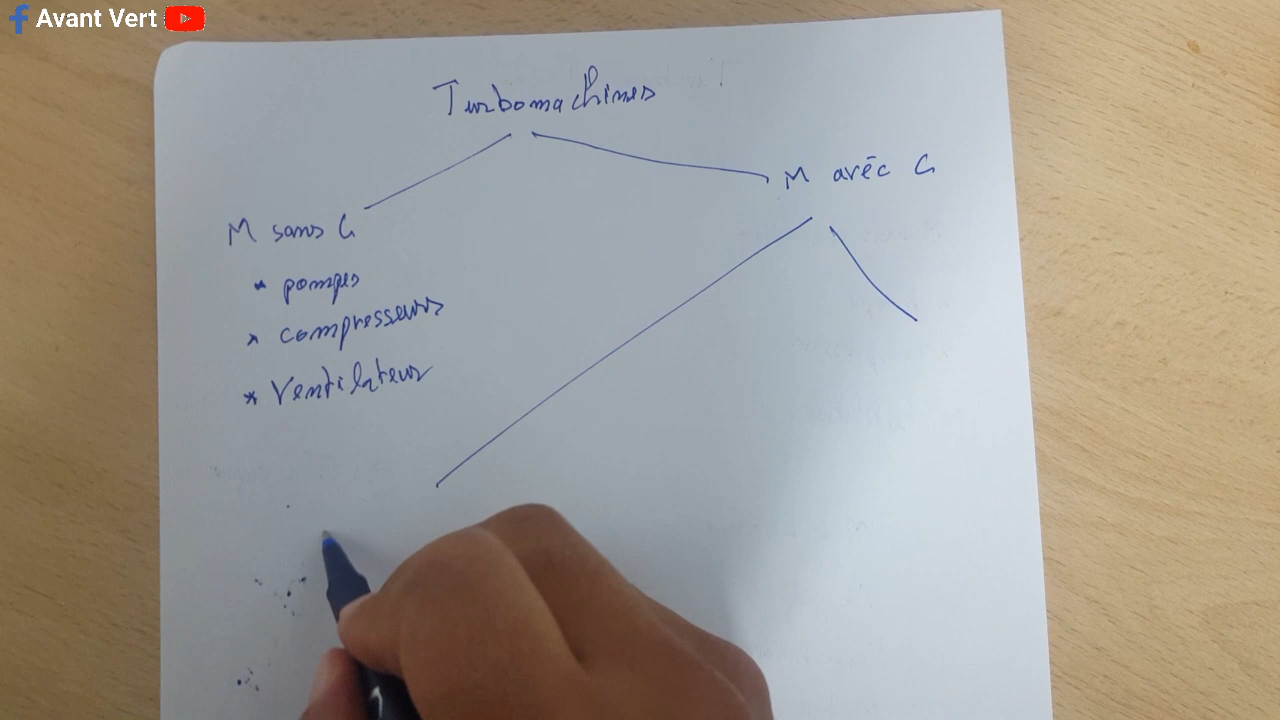 Avant Vert
Turbomachines
M avec C
M sans C
* pompes
* compresseurs
* Ventilateur